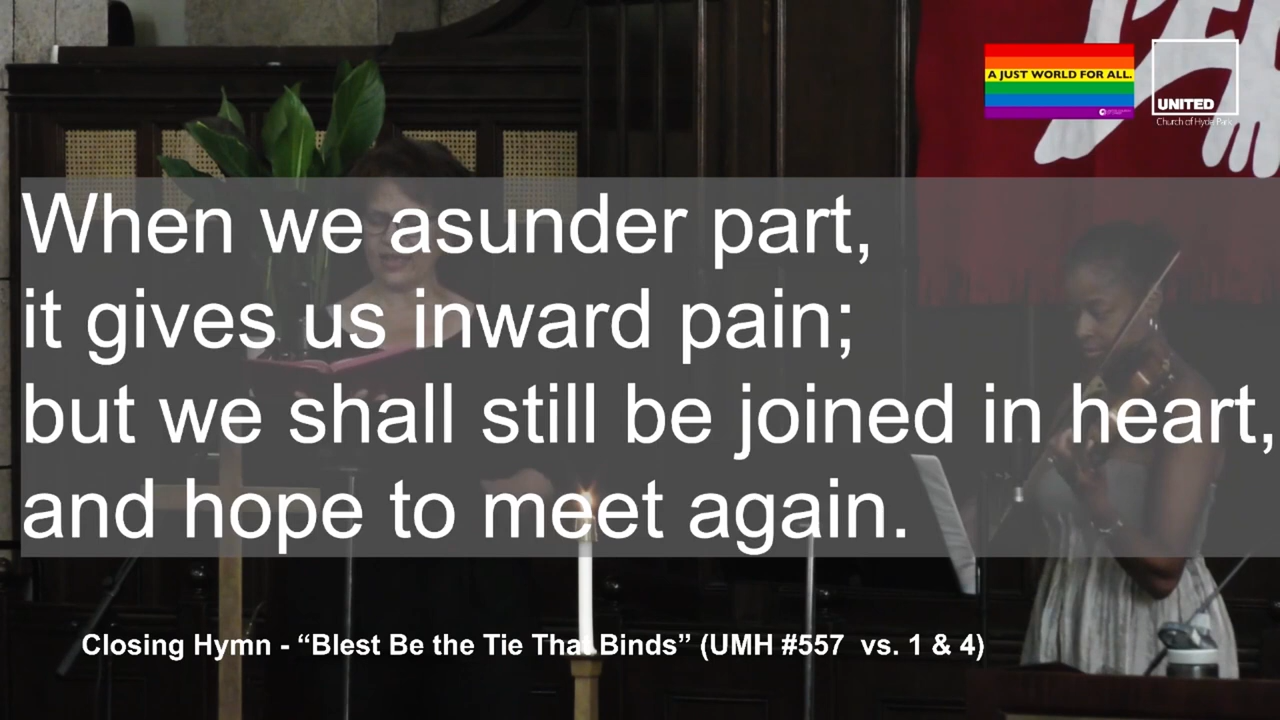 A JUST WORLD FOR ALL.
UNITED
Church of Hyde Park
When we asunder part,
it gives us inward pain;
but we shall still be joined in heart,
and hope to meet again.
Closing Hymn - “Blest Be the Tie That Binds” (UMH #557  vs. 1 & 4)